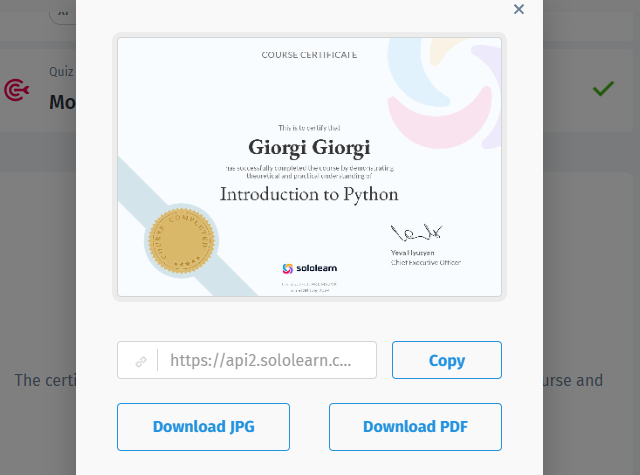 ×
Quiz
Mo
COURSE CERTIFICATE
This is to certify that
Giorgi Giorgi
has successfully completed the course by demonstrating
theoretical and practical understanding of
Introduction to Python
COURSE COMPLETED
Yeva Hyusyan
Chief Executive Officer
sololearn
https://api2.sololearn.c...
Copy
The certi
urse and
Download JPG
Download PDF